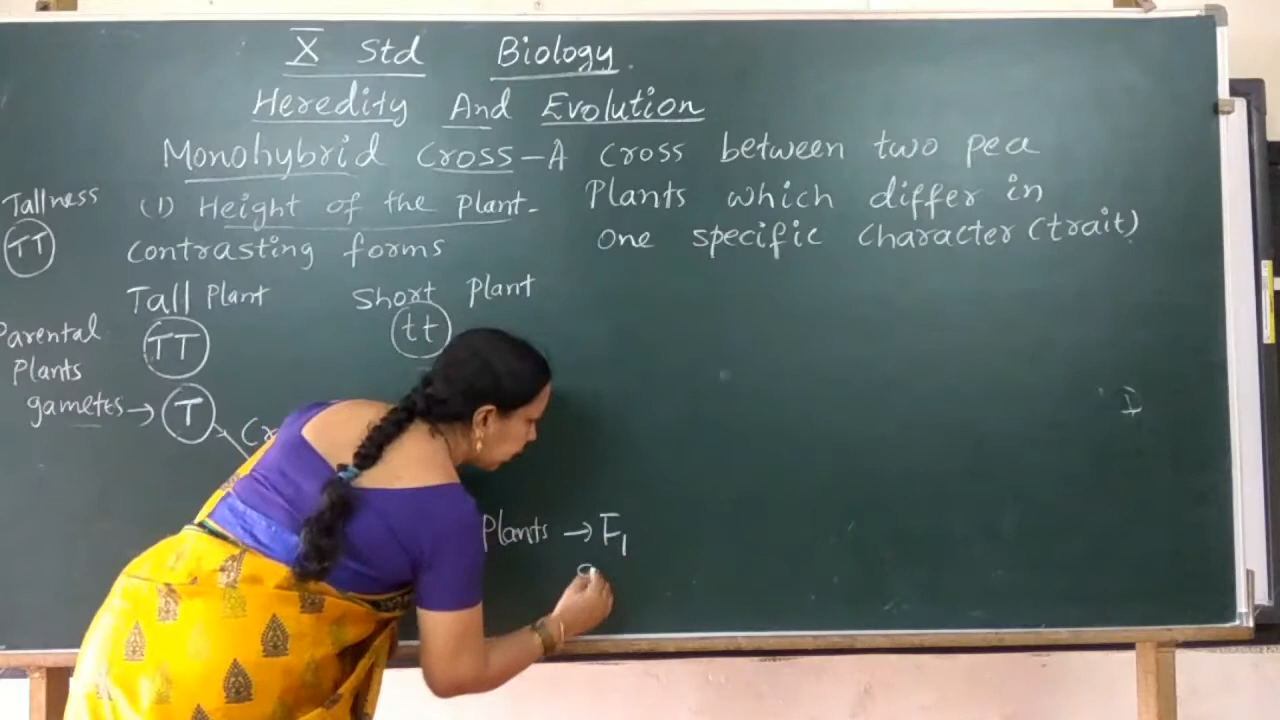 X Std Biology.
Heredity And Evolution
Monohybrid Cross – A cross between two pea
Plants which differ in
one specific character (trait).
Tallness
TT
(1) Height of the Plant -
contrasting forms
Tall Plant Short Plant
Parental Plants
TT tt
gametes → T
Plants → F1